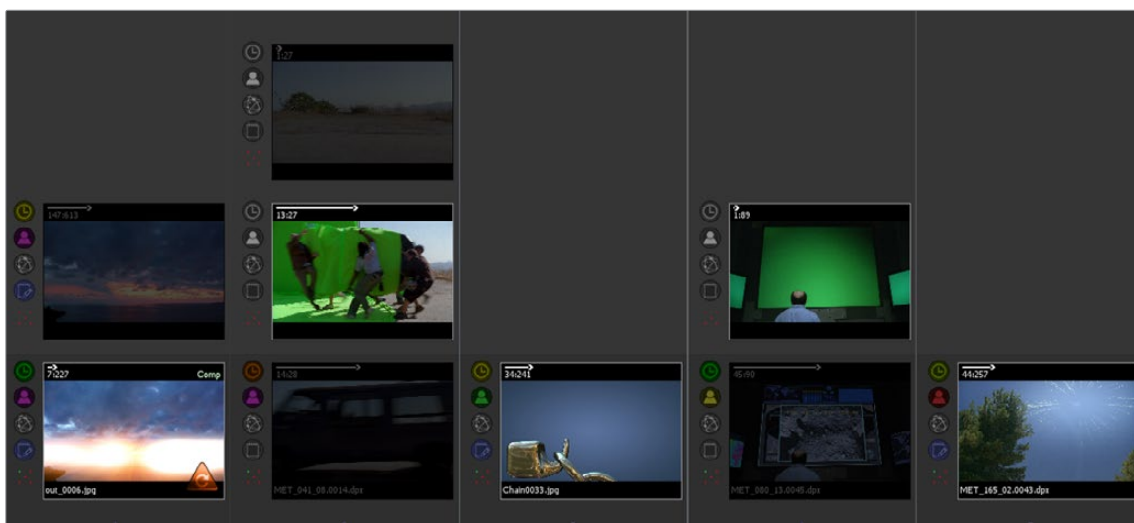 1:27
147:613
13:27
1:89
7:227 Comp
14:28
34:241
45:90
44:257
out_0006.jpg
MET_041_08.0014.dpx
Chain0033.jpg
MET_080_13.0045.dpx
MET_165_02.0043.dpx